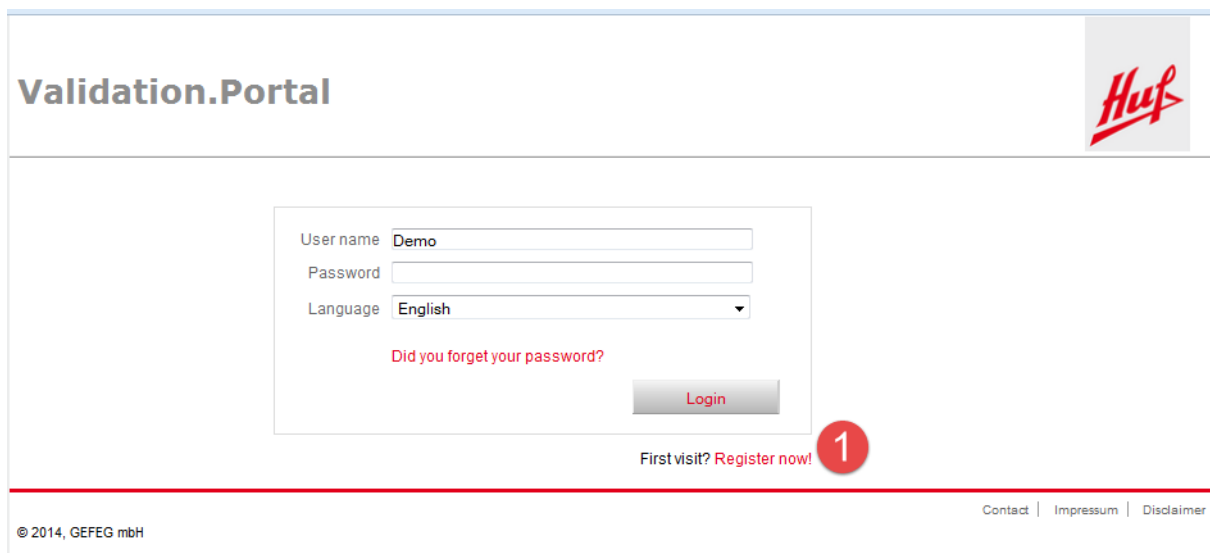 Validation.Portal
Huf
User name Demo
Password
Language English
Did you forget your password?
Login
First visit? Register now! 1
Contact | Impressum | Disclaimer
© 2014, GEFEG mbH